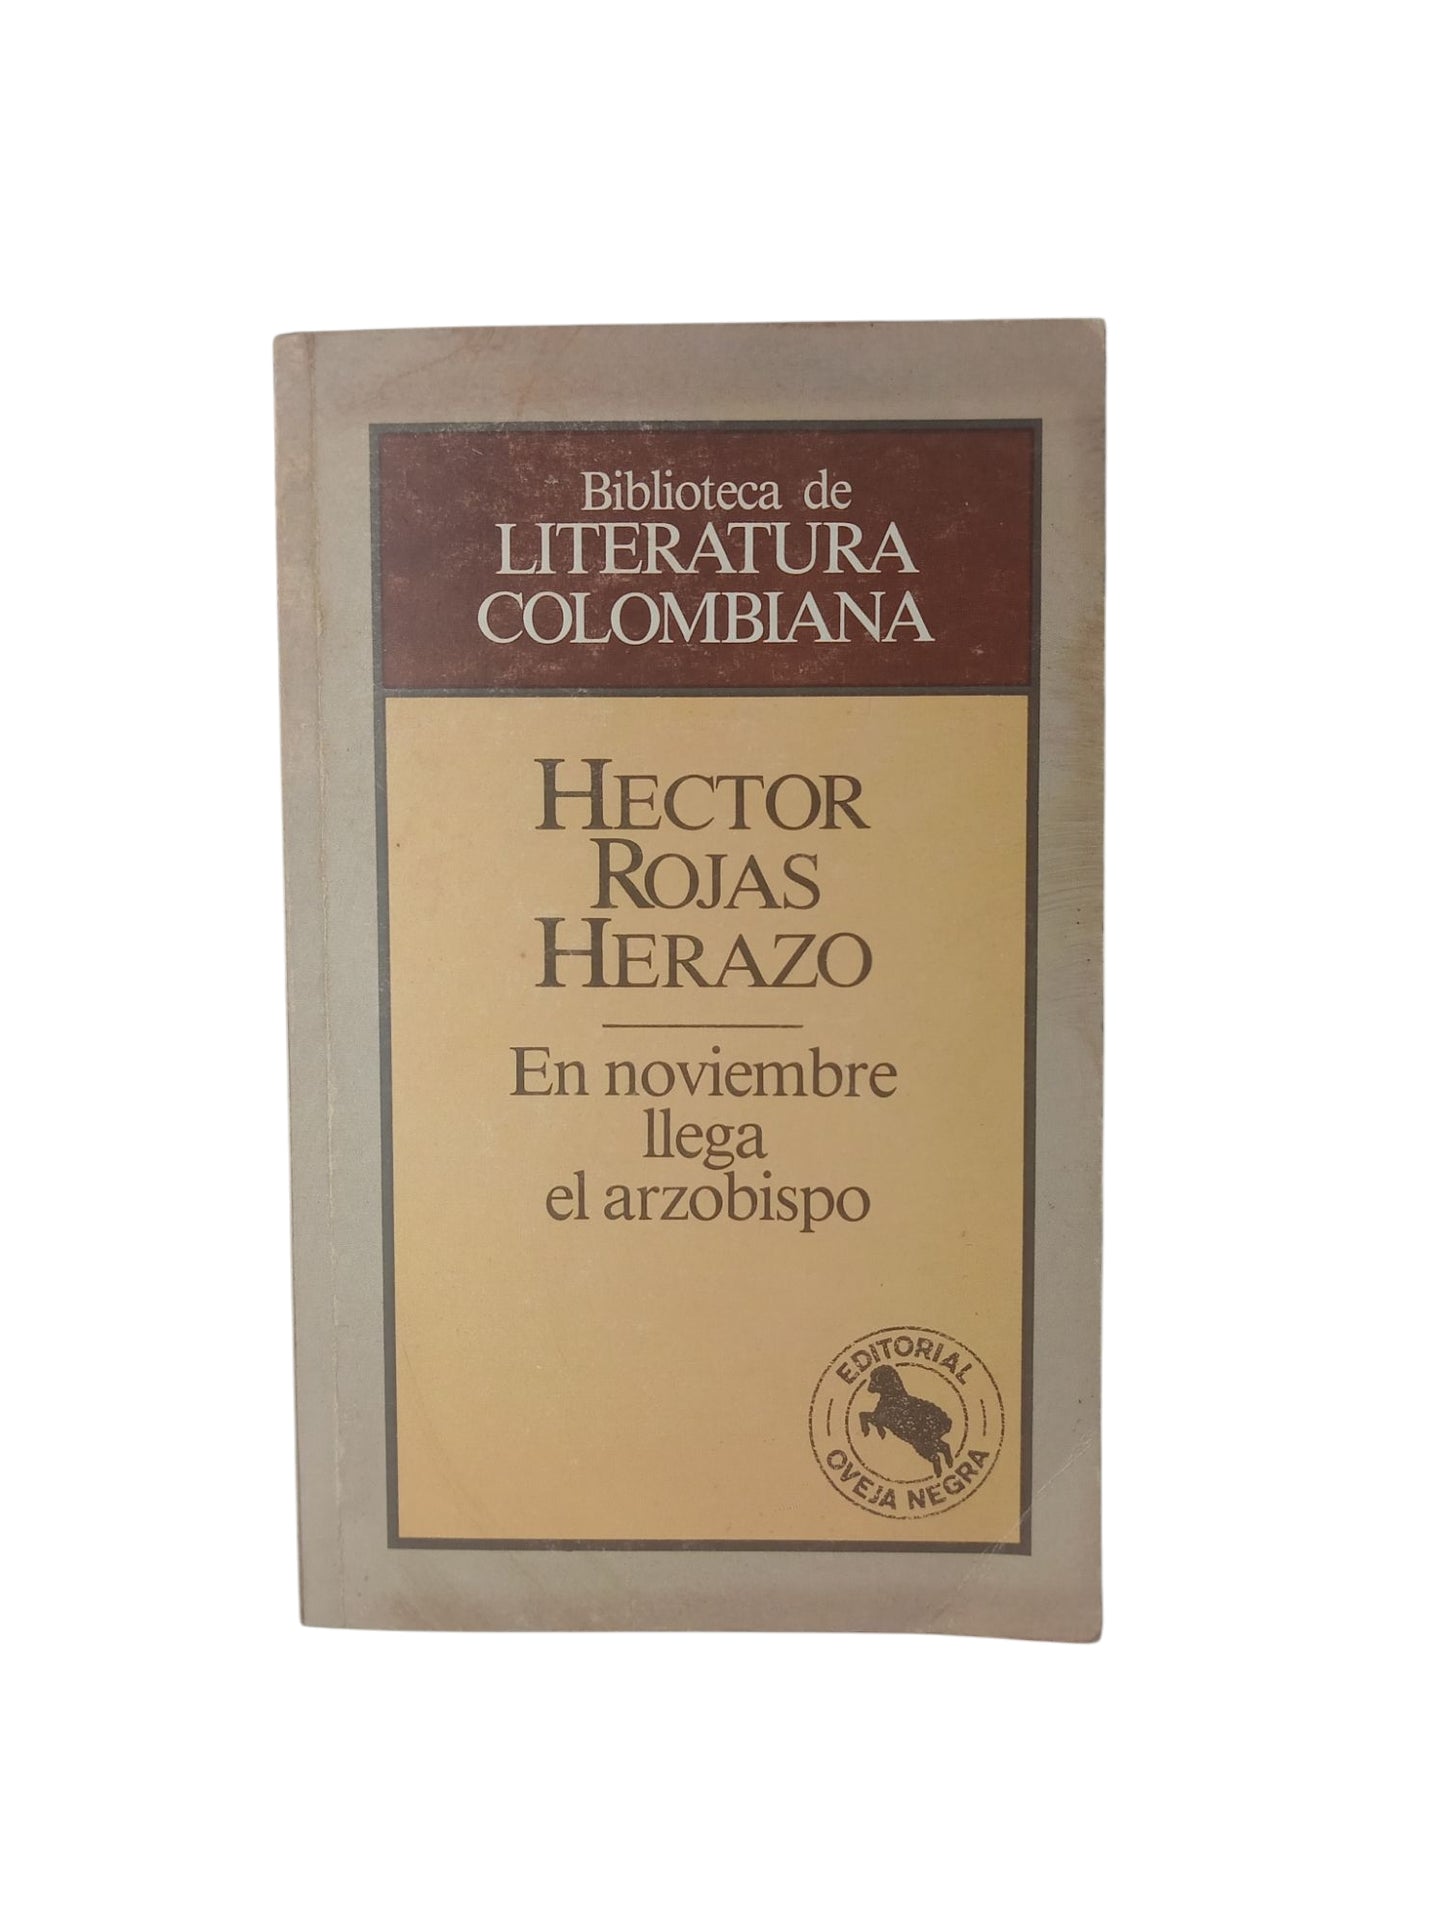 Biblioteca de
LITERATURA
COLOMBIANA
HECTOR
ROJAS
HERAZO
En noviembre
llega
el arzobispo
EDITORIAL
OVEJA NEGRA